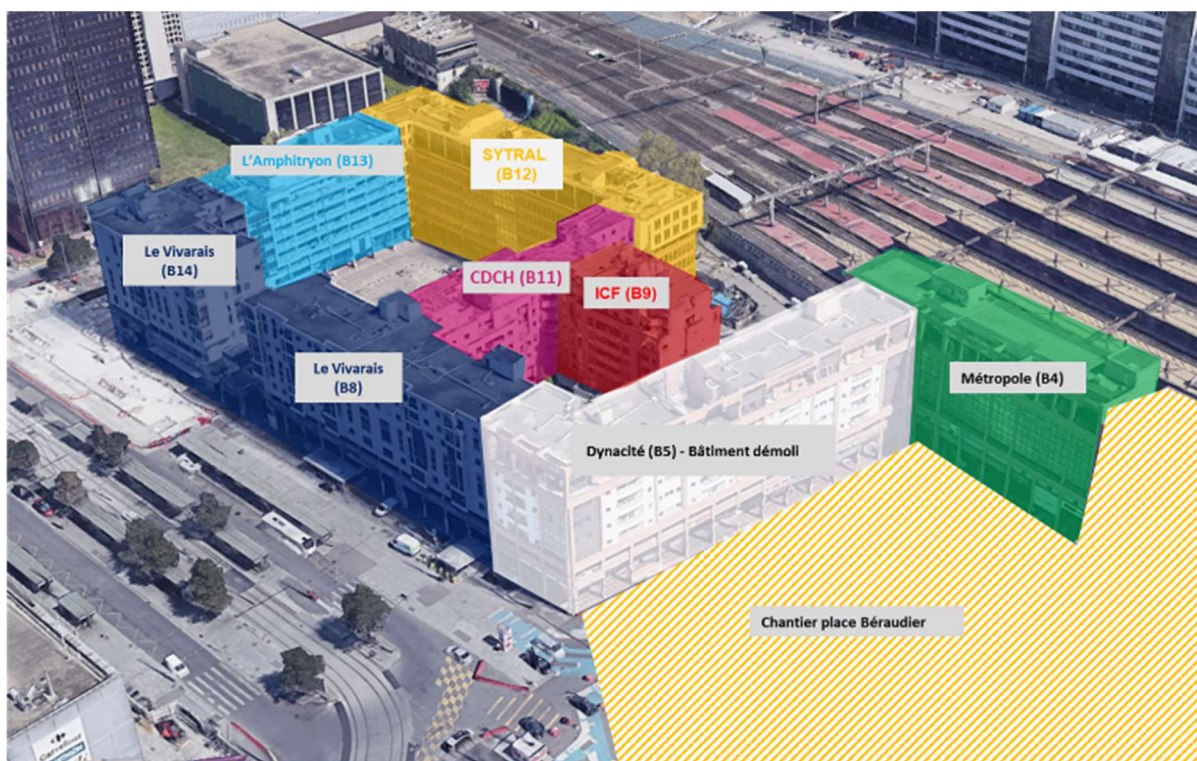 L'Amphitryon (B13)
SYTRAL
(B12)
Le Vivarais
(B14)
CDCH (B11)
ICF (B9)
Le Vivarais
(B8)
Métropole (B4)
Dynacité (B5) - Bâtiment démoli
Chantier place Béraudier
Carrefour